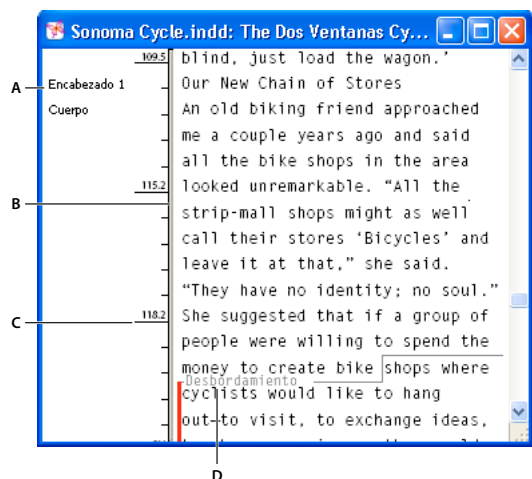 Sonoma Cycle.indd: The Dos Ventanas Cy...
109.5 blind, just load the wagon.’
A Encabezado 1 Our New Chain of Stores
Cuerpo An old biking friend approached
me a couple years ago and said
all the bike shops in the area
115.2 looked unremarkable. “All the
B strip-mall shops might as well
call their stores ‘Bicycles’ and
leave it at that,” she said.
“They have no identity; no soul.”
C 118.2 She suggested that if a group of
people were willing to spend the
money to create bike shops where
Desbordamiento
cyclists would like to hang
out—to visit, to exchange ideas,
D